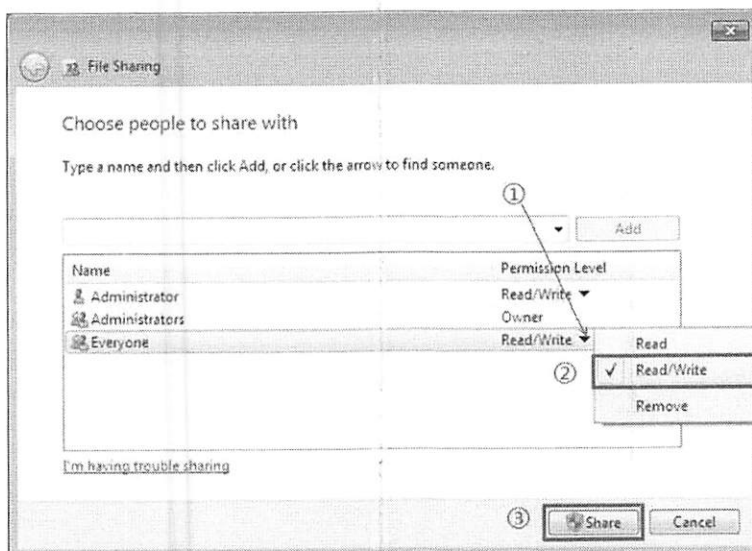 File Sharing
Choose people to share with
Type a name and then click Add, or click the arrow to find someone.
①
Add
Name Permission Level
Administrator Read/Write
Administrators Owner
Everyone Read/Write
Read
② ✓ Read/Write
Remove
I'm having trouble sharing
③ Share Cancel